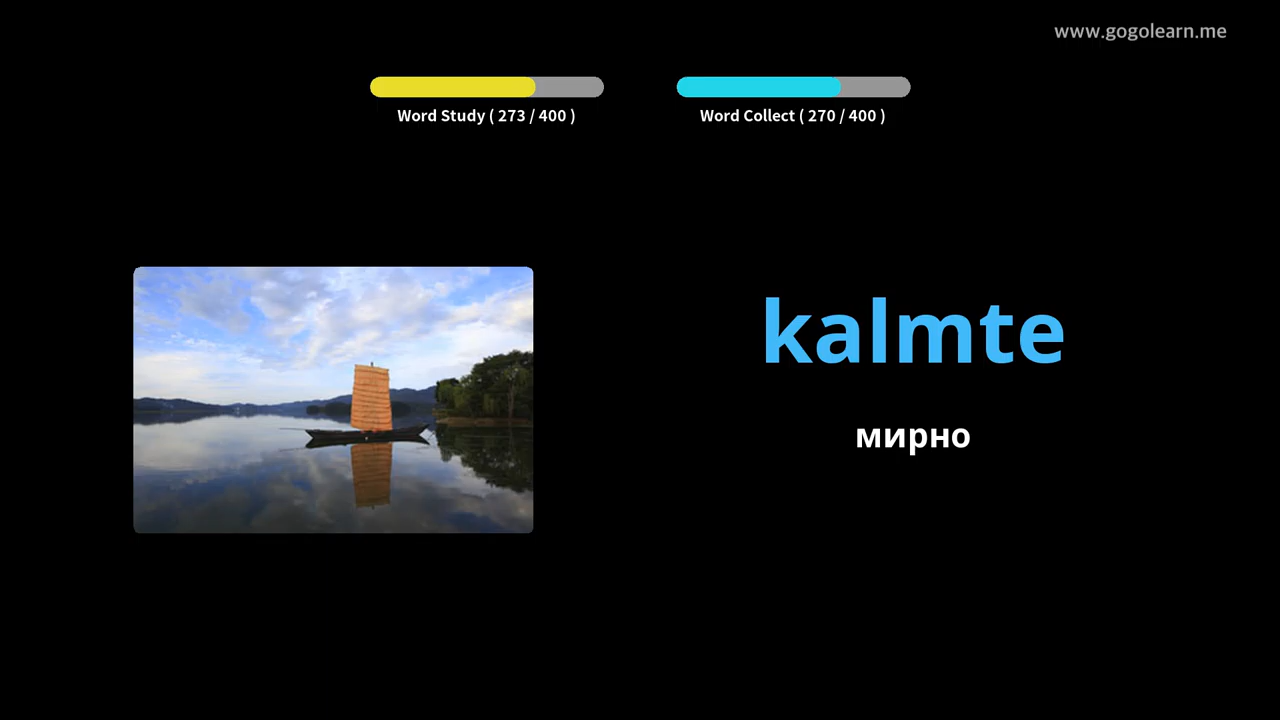 www.gogolearn.me
Word Study ( 273 / 400 )
Word Collect ( 270 / 400 )
kalmte
мирно